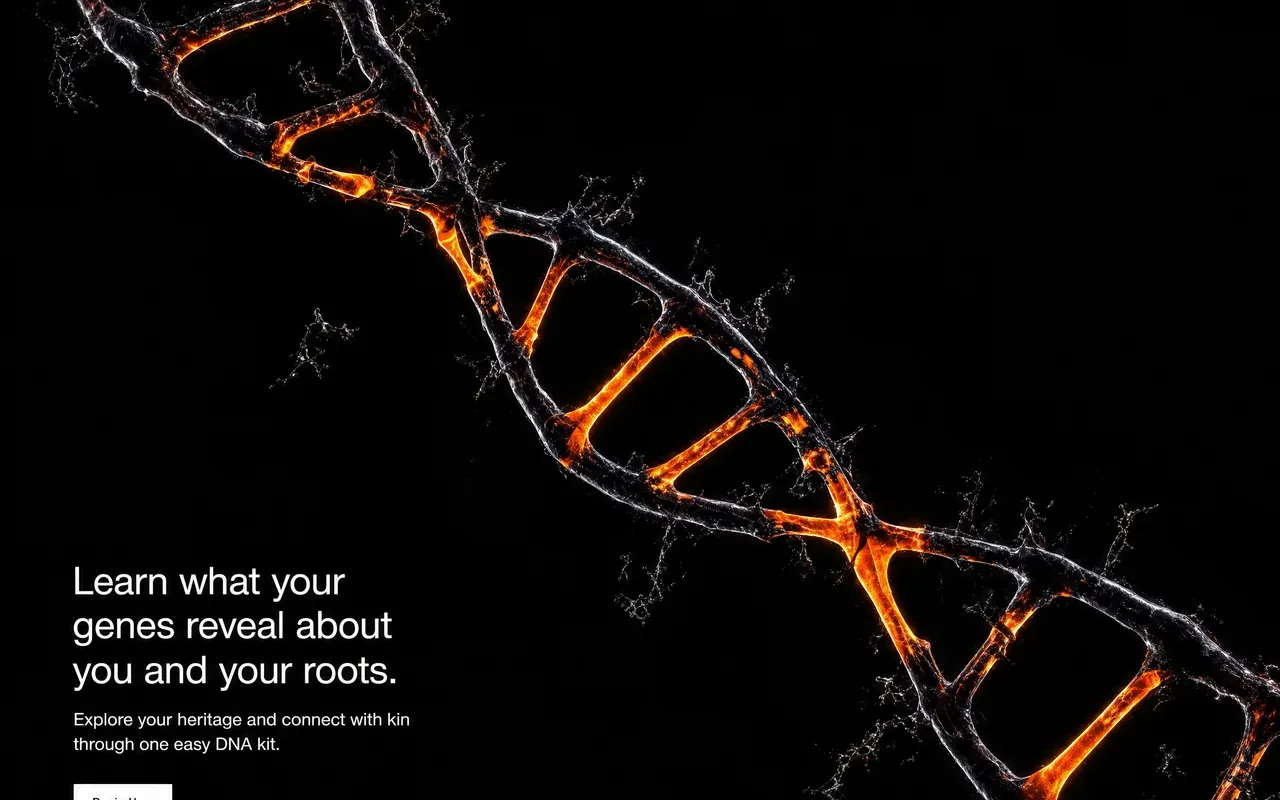 Learn what your
genes reveal about
you and your roots.
Explore your heritage and connect with kin
through one easy DNA kit.